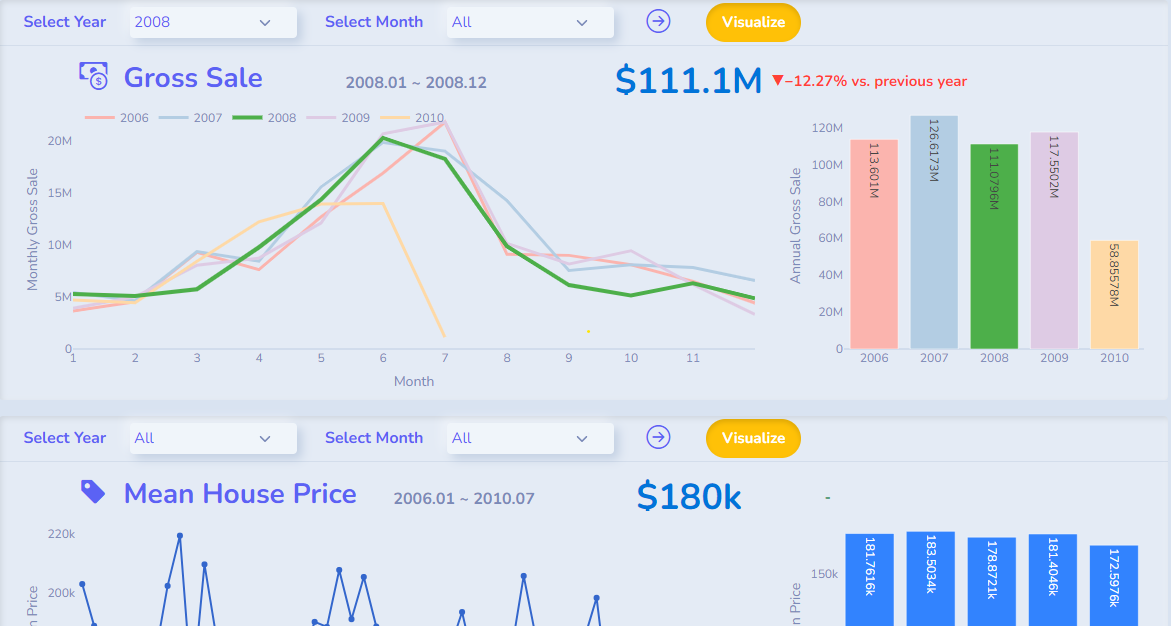 Select Year 2008 Select Month All Visualize
Gross Sale 2008.01 ~ 2008.12 $111.1M ▼−12.27% vs. previous year
2006 2007 2008 2009 2010
Monthly Gross Sale
20M
15M
10M
5M
0
1 2 3 4 5 6 7 8 9 10 11
Month
Annual Gross Sale
120M
100M
80M
60M
40M
20M
0
113.601M
126.6173M
111.0796M
117.5502M
58.85578M
2006 2007 2008 2009 2010
Select Year All Select Month All Visualize
Mean House Price 2006.01 ~ 2010.07 $180k -
220k
200k
n Price
150k
n Price
181.7616k
183.5034k
178.8721k
181.4046k
172.5976k